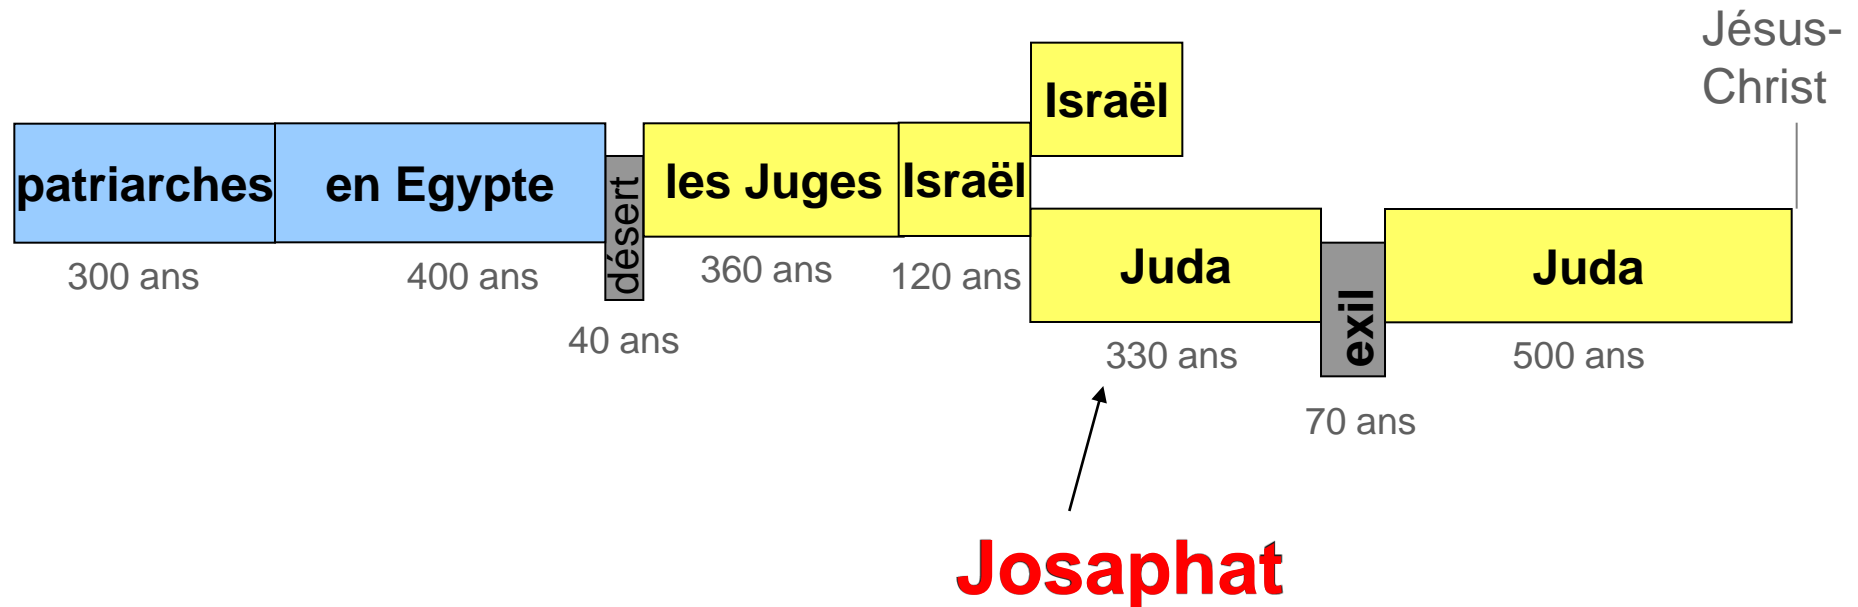 Jésus-
Christ
Israël
patriarches
en Egypte
désert
les Juges
Israël
Juda
exil
Juda
300 ans
400 ans
40 ans
360 ans
120 ans
330 ans
70 ans
500 ans
Josaphat